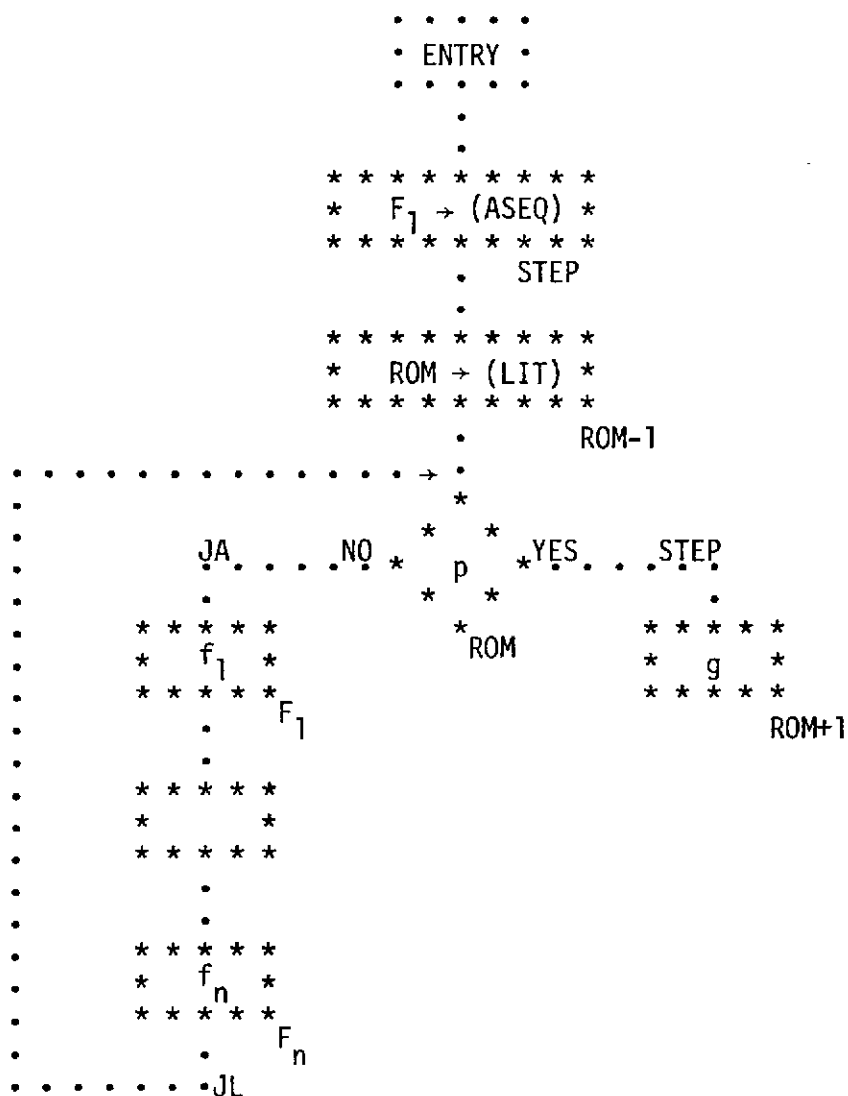 ENTRY
F₁ → (ASEQ)
STEP
ROM → (LIT)
ROM-1
JA NO p YES STEP
ROM
f₁ g
F₁ ROM+1
fₙ
Fₙ
JL